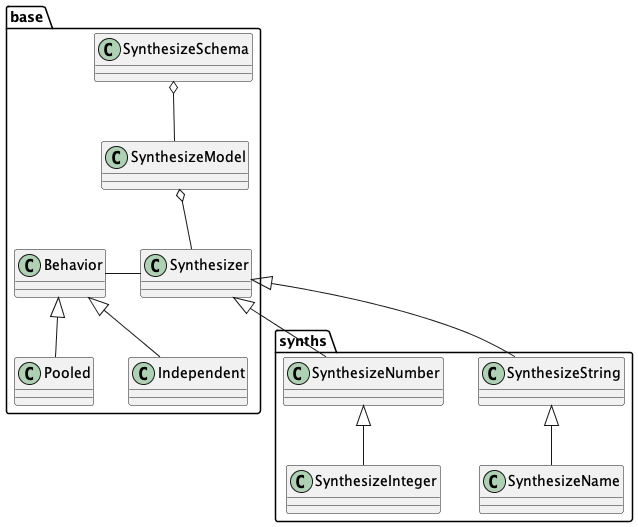 base
C SynthesizeSchema
C SynthesizeModel
C Behavior
C Synthesizer
C Pooled
C Independent
synths
C SynthesizeNumber
C SynthesizeString
C SynthesizeInteger
C SynthesizeName